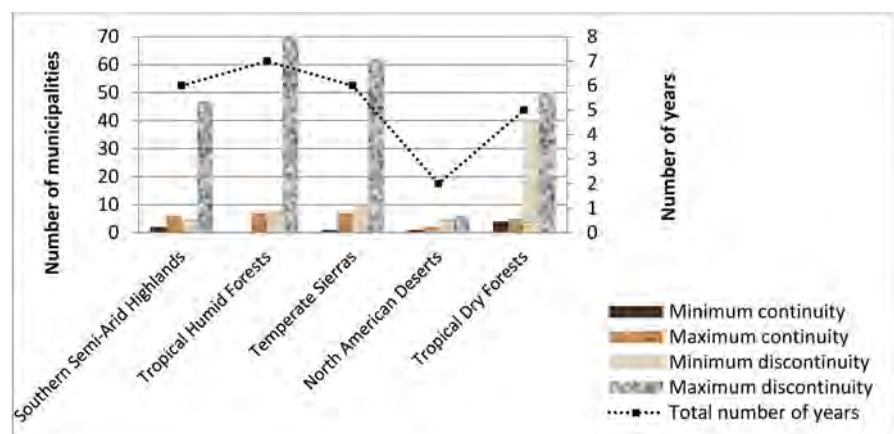 Number of municipalities
70
60
50
40
30
20
10
0
8
7
6
5
4
3
2
1
0
Number of years
Southern Semi-Arid Highlands
Tropical Humid Forests
Temperate Sierras
North American Deserts
Tropical Dry Forests
Minimum continuity
Maximum continuity
Minimum discontinuity
Maximum discontinuity
Total number of years